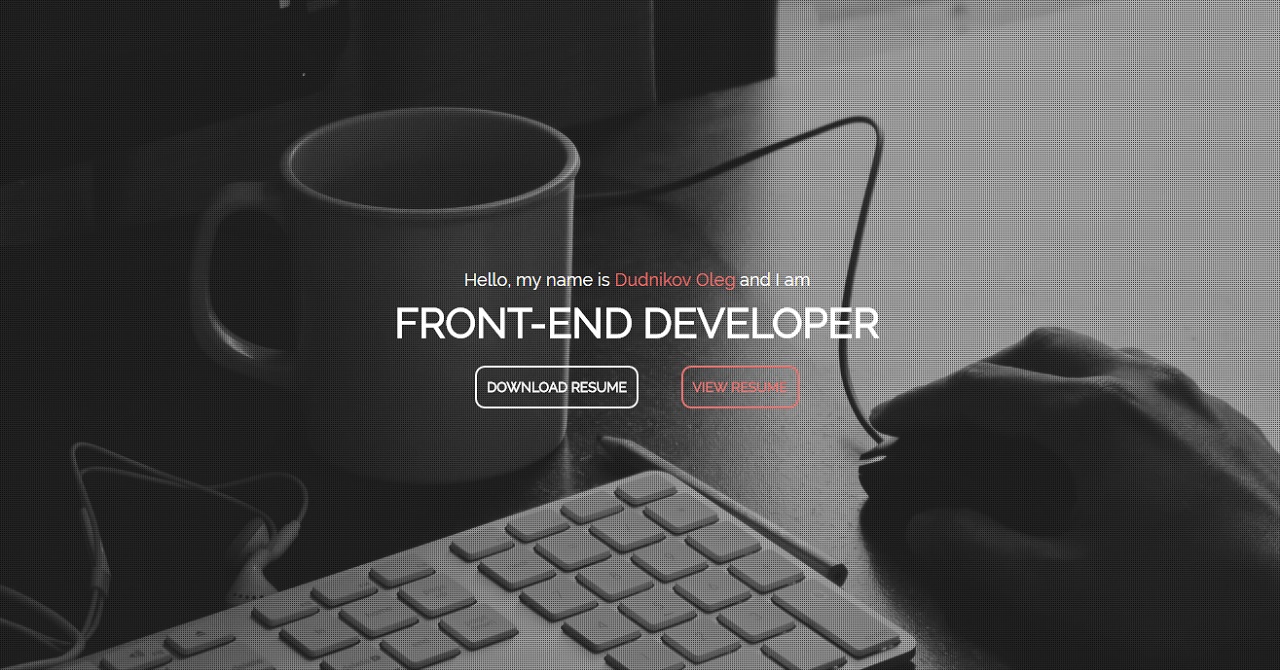 Hello, my name is Dudnikov Oleg and I am
FRONT-END DEVELOPER
DOWNLOAD RESUME VIEW RESUME